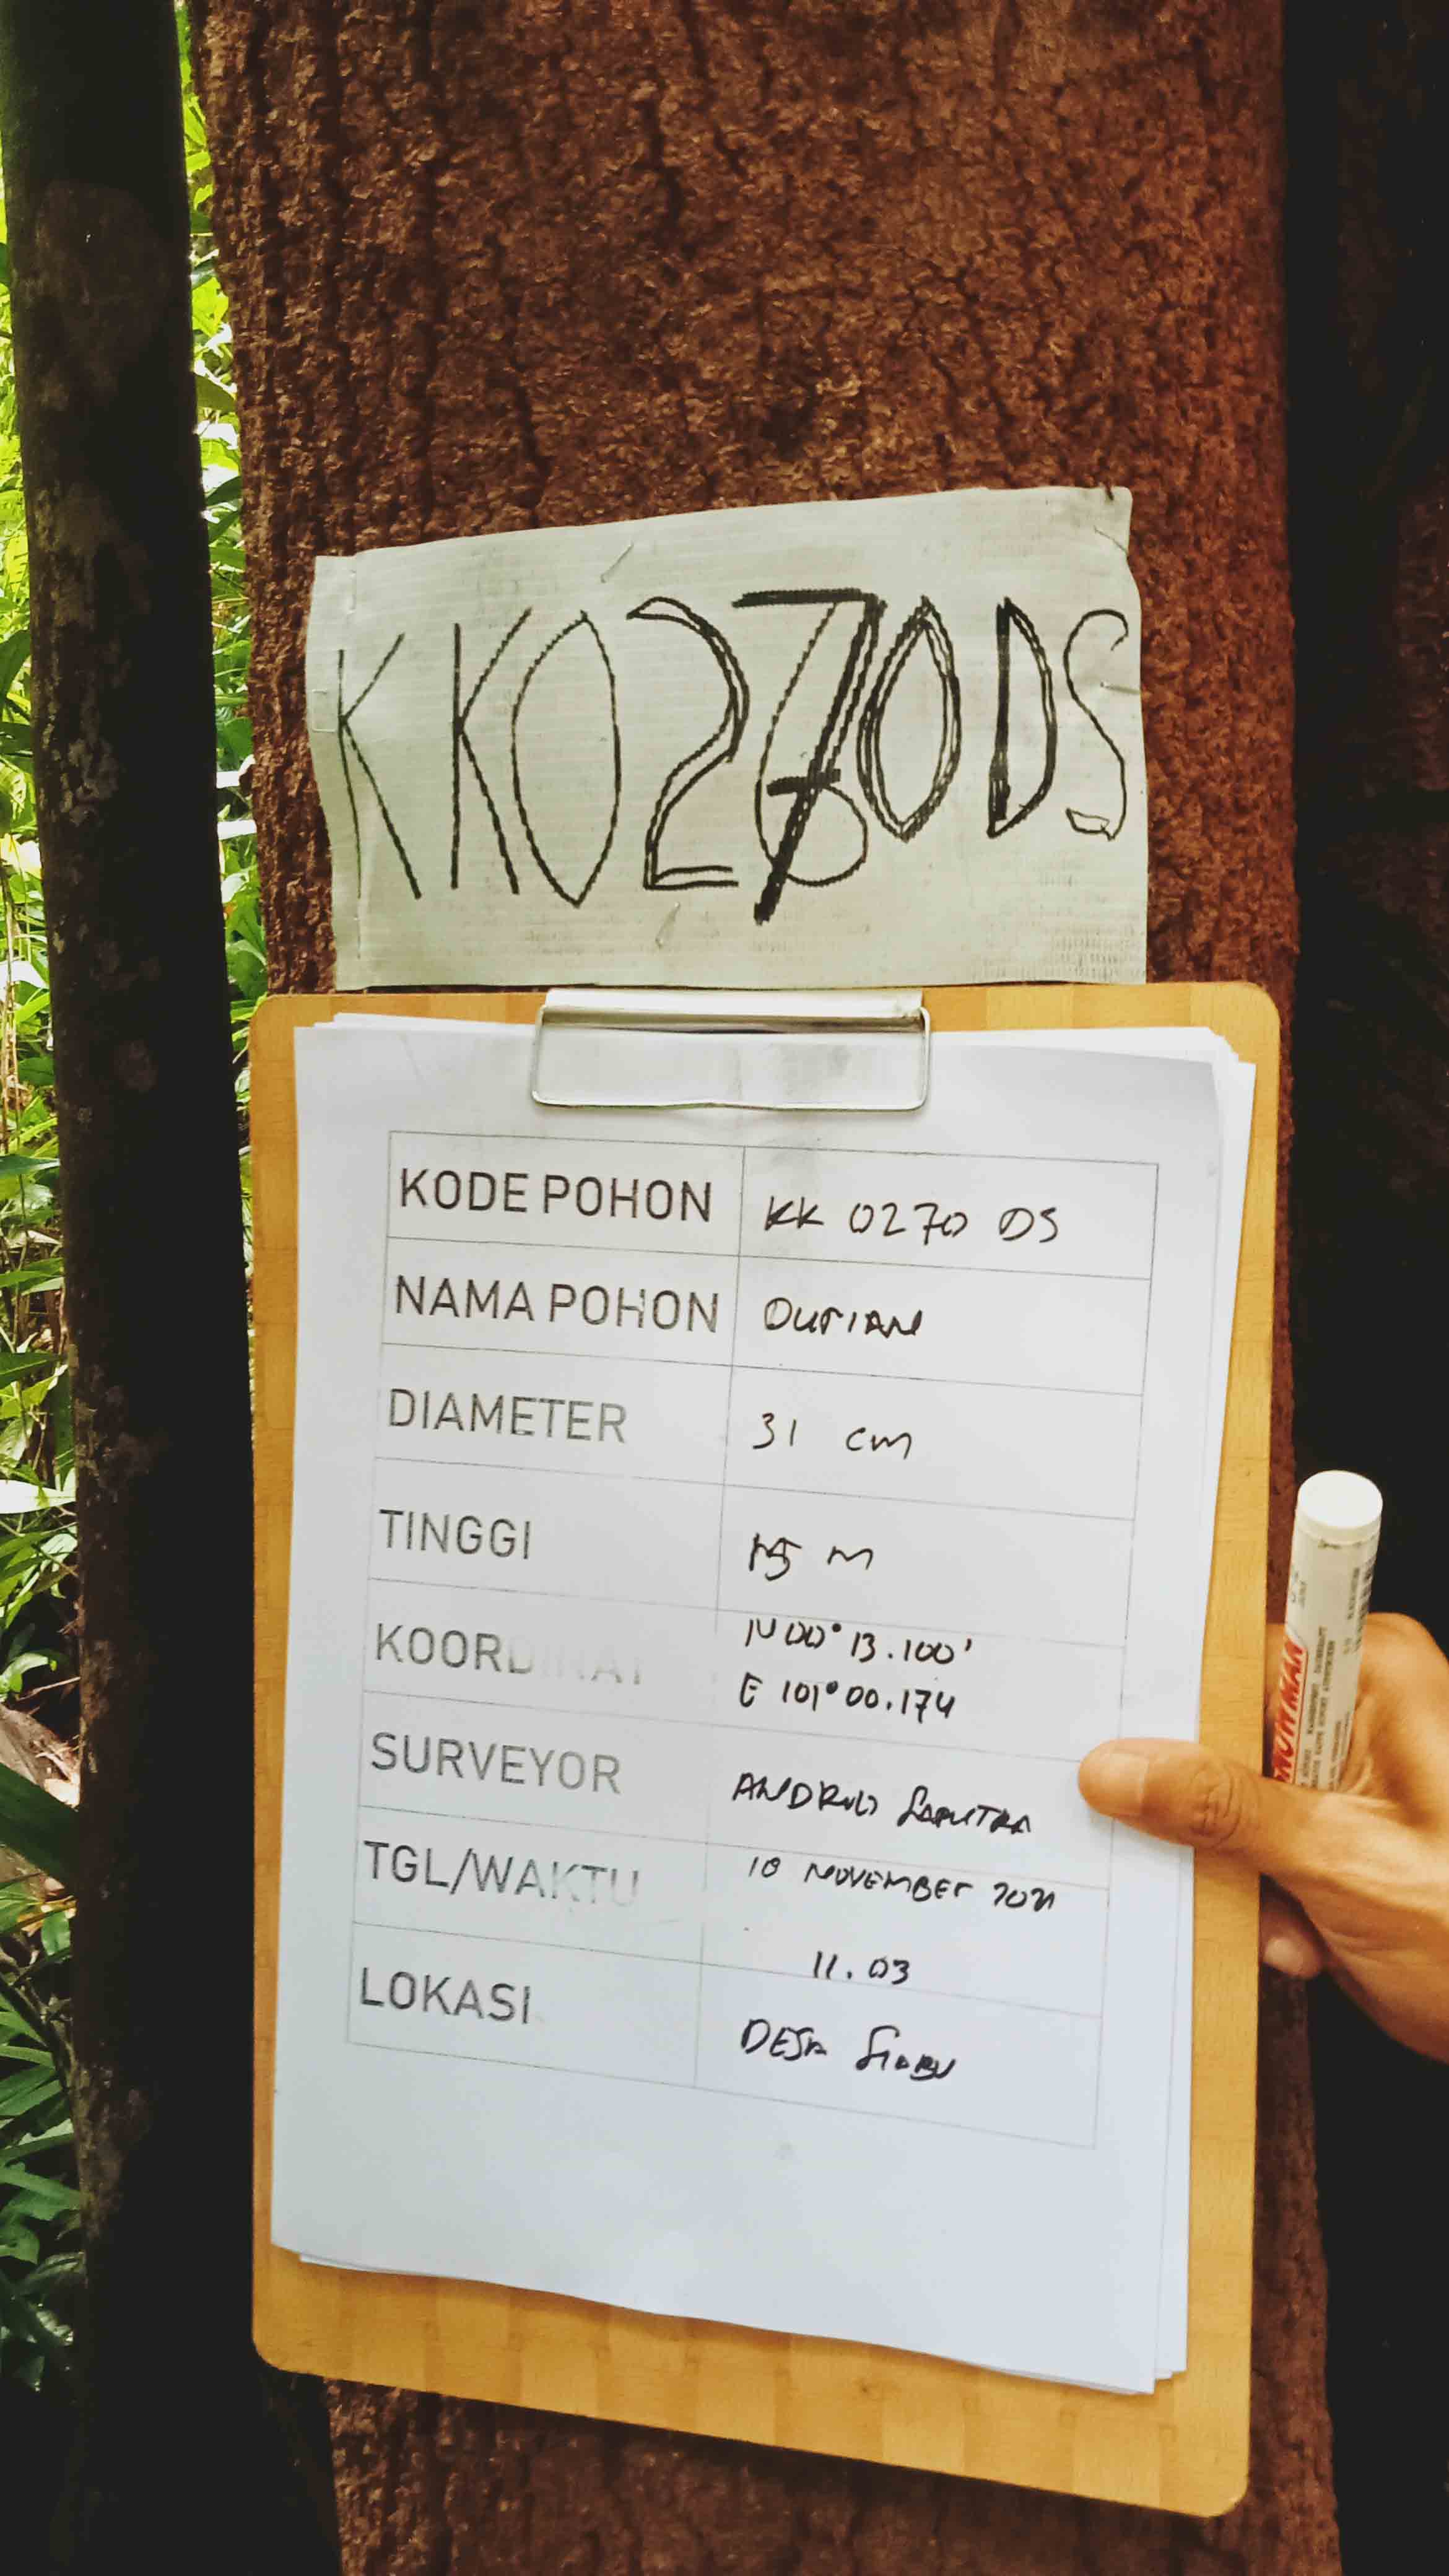 KK0270DS
KODE POHON KK 0270 DS
NAMA POHON DURIAN
DIAMETER 31 cm
TINGGI 15 m
KOORDINAT N 00° 13.100'
E 101° 00.174
SURVEYOR SAPUTRA
TGL/WAKTU 10 NOVEMBER 2021
11.03
LOKASI DESA SIABU
SNOWMAN